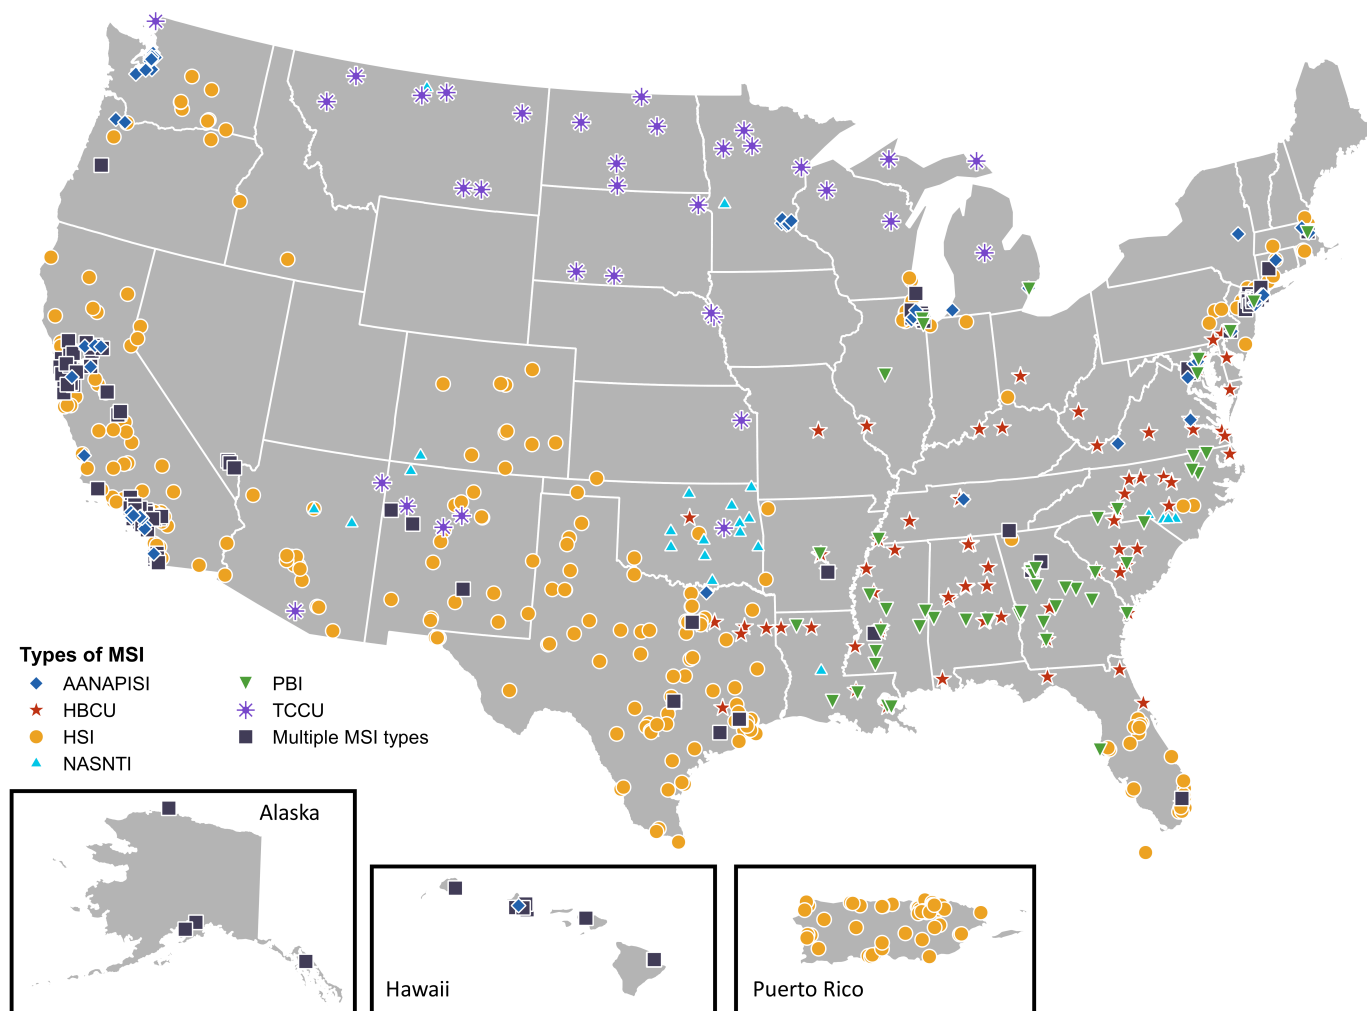 Types of MSI
AANAPISI
HBCU
HSI
NASNTI
PBI
TCCU
Multiple MSI types
Alaska
Hawaii
Puerto Rico